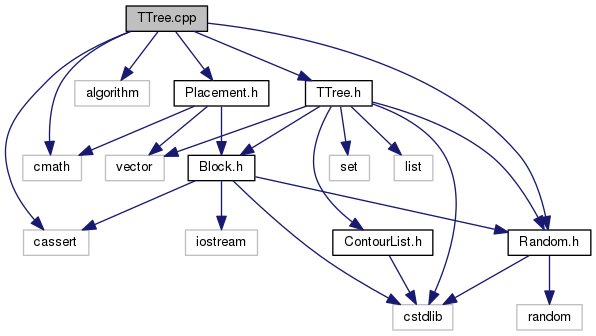 TTree.cpp
algorithm
Placement.h
TTree.h
cmath
vector
Block.h
set
list
cassert
iostream
ContourList.h
Random.h
cstdlib
random